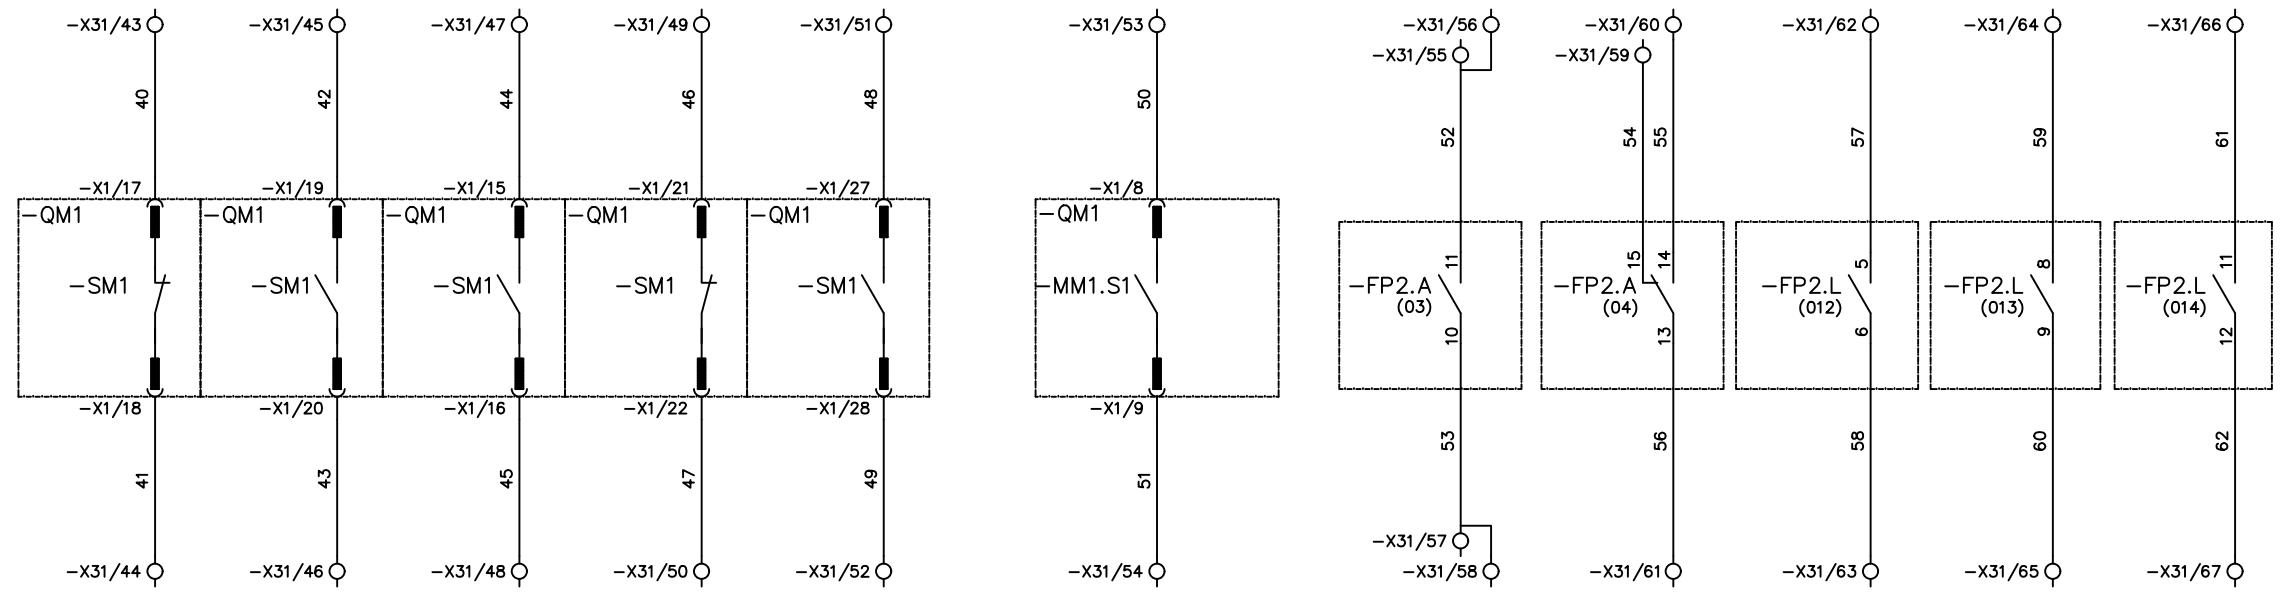 -X31/43 -X31/45 -X31/47 -X31/49 -X31/51 -X31/53 -X31/56 -X31/60 -X31/62 -X31/64 -X31/66
-X31/55 -X31/59
40 42 44 46 48 50 52 54 55 57 59 61
-X1/17 -X1/19 -X1/15 -X1/21 -X1/27 -X1/8
-QM1 -QM1 -QM1 -QM1 -QM1 -QM1
11 15 14 5 8 11
-SM1 -SM1 -SM1 -SM1 -SM1 -MM1.S1 -FP2.A -FP2.A -FP2.L -FP2.L -FP2.L
(03) (04) (012) (013) (014)
10 13 6 9 12
-X1/18 -X1/20 -X1/16 -X1/22 -X1/28 -X1/9
53 56 58 60 62
41 43 45 47 49 51
-X31/57
-X31/44 -X31/46 -X31/48 -X31/50 -X31/52 -X31/54 -X31/58 -X31/61 -X31/63 -X31/65 -X31/67